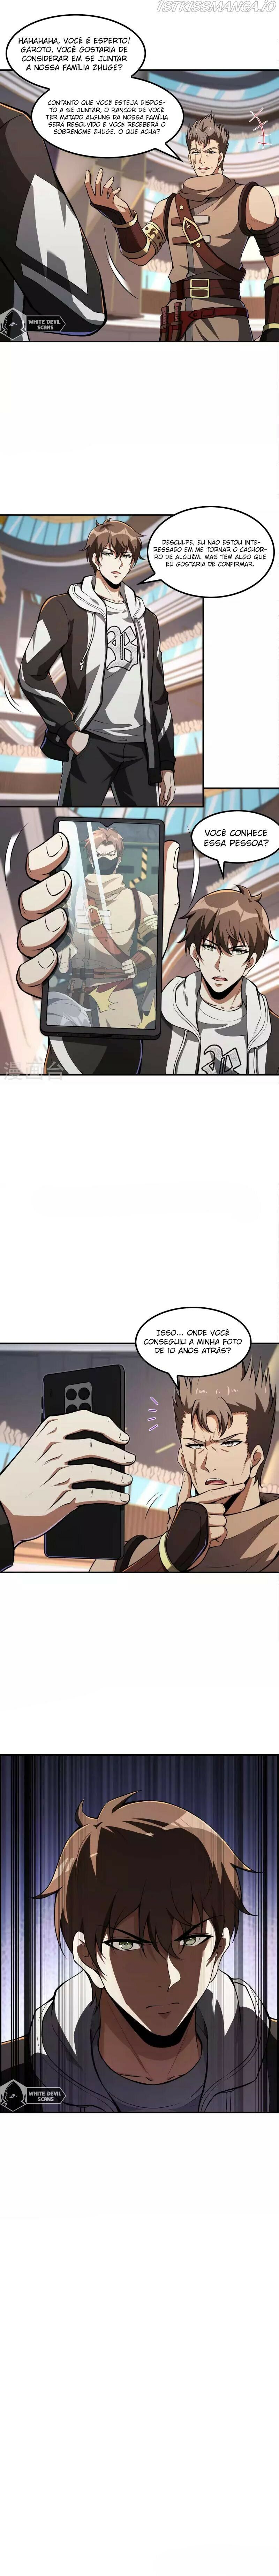 1STKISSMANGA.IO
HAHAHAHA, VOCÊ É ESPERTO!
GAROTO, VOCÊ GOSTARIA DE
CONSIDERAR EM SE JUNTAR
A NOSSA FAMÍLIA ZHUGE?
CONTANTO QUE VOCÊ ESTEJA DISPOS-
TO A SE JUNTAR, O RANCOR DE VOCÊ
TER MATADO ALGUNS DA NOSSA FAMÍLIA
SERÁ RESOLVIDO E VOCÊ RECEBERÁ O
SOBRENOME ZHUGE. O QUE ACHA?
WHITE DEVIL
SCANS
DESCULPE, EU NÃO ESTOU INTE-
RESSADO EM ME TORNAR O CACHOR-
RO DE ALGUÉM. MAS TEM ALGO QUE
EU GOSTARIA DE CONFIRMAR.
VOCÊ CONHECE
ESSA PESSOA?
漫画台
ISSO... ONDE VOCÊ
CONSEGUIU A MINHA FOTO
DE 10 ANOS ATRÁS?
WHITE DEVIL
SCANS